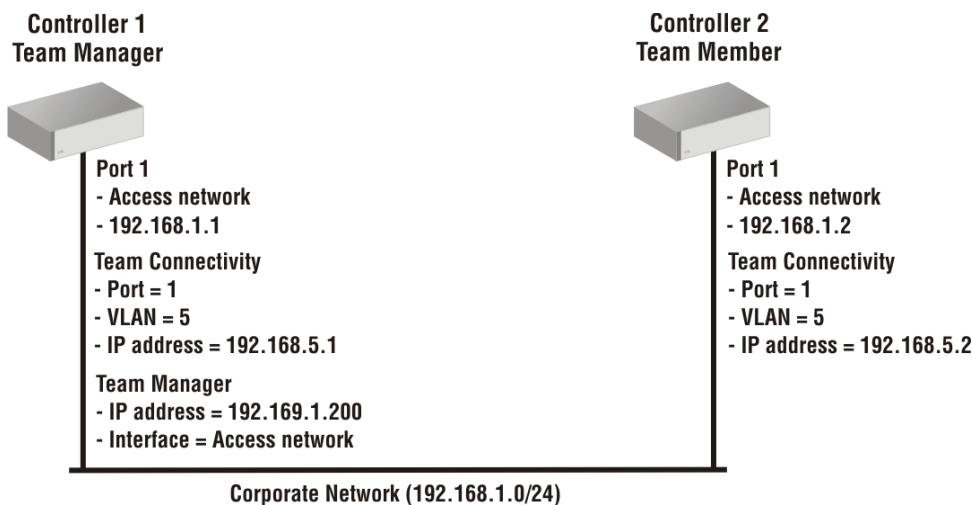 Controller 1
Team Manager
Controller 2
Team Member
Port 1
- Access network
- 192.168.1.1
Team Connectivity
- Port = 1
- VLAN = 5
- IP address = 192.168.5.1
Team Manager
- IP address = 192.169.1.200
- Interface = Access network
Port 1
- Access network
- 192.168.1.2
Team Connectivity
- Port = 1
- VLAN = 5
- IP address = 192.168.5.2
Corporate Network (192.168.1.0/24)